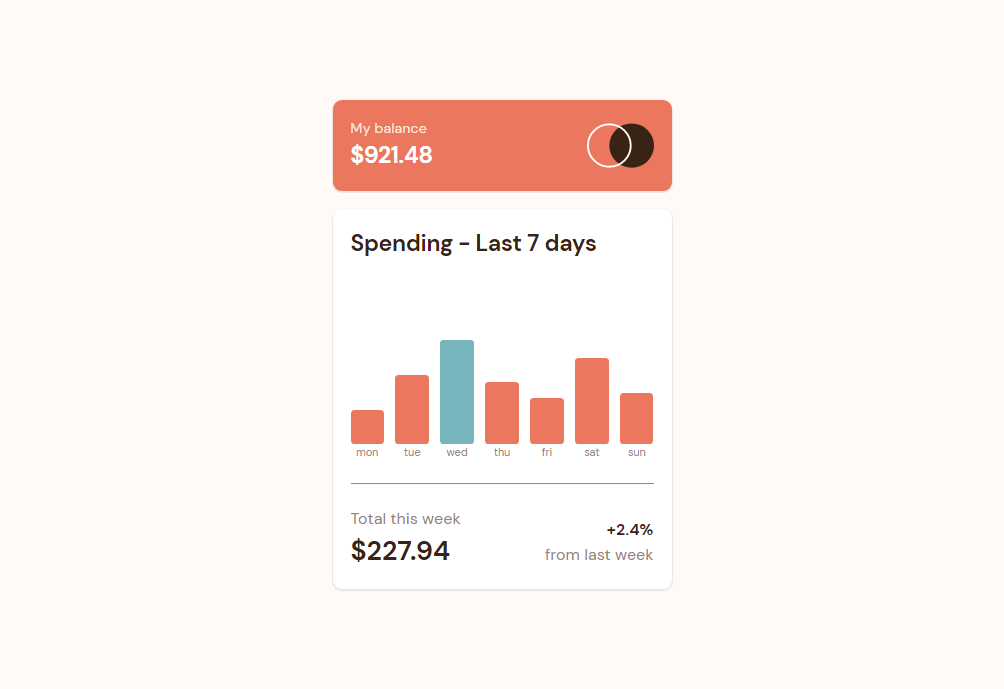 My balance
$921.48
Spending - Last 7 days
mon tue wed thu fri sat sun
Total this week
$227.94
+2.4%
from last week